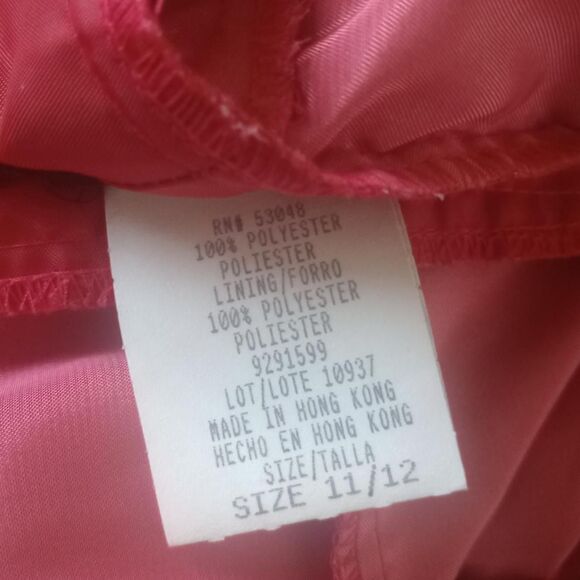 RN# 53048
100% POLYESTER
POLIESTER
LINING/FORRO
100% POLYESTER
POLIESTER
9291599
LOT/LOTE 10937
MADE IN HONG KONG
HECHO EN HONG KONG
SIZE/TALLA
SIZE 11/12